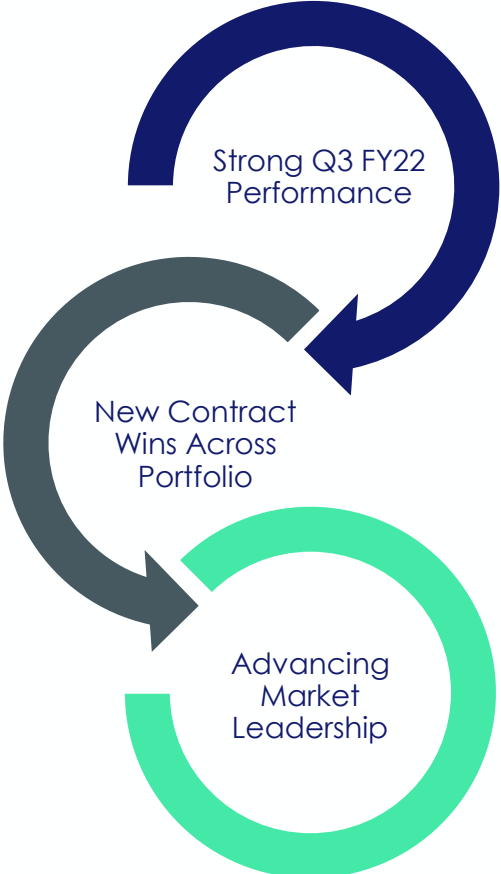 Strong Q3 FY22
Performance
New Contract
Wins Across
Portfolio
Advancing
Market
Leadership